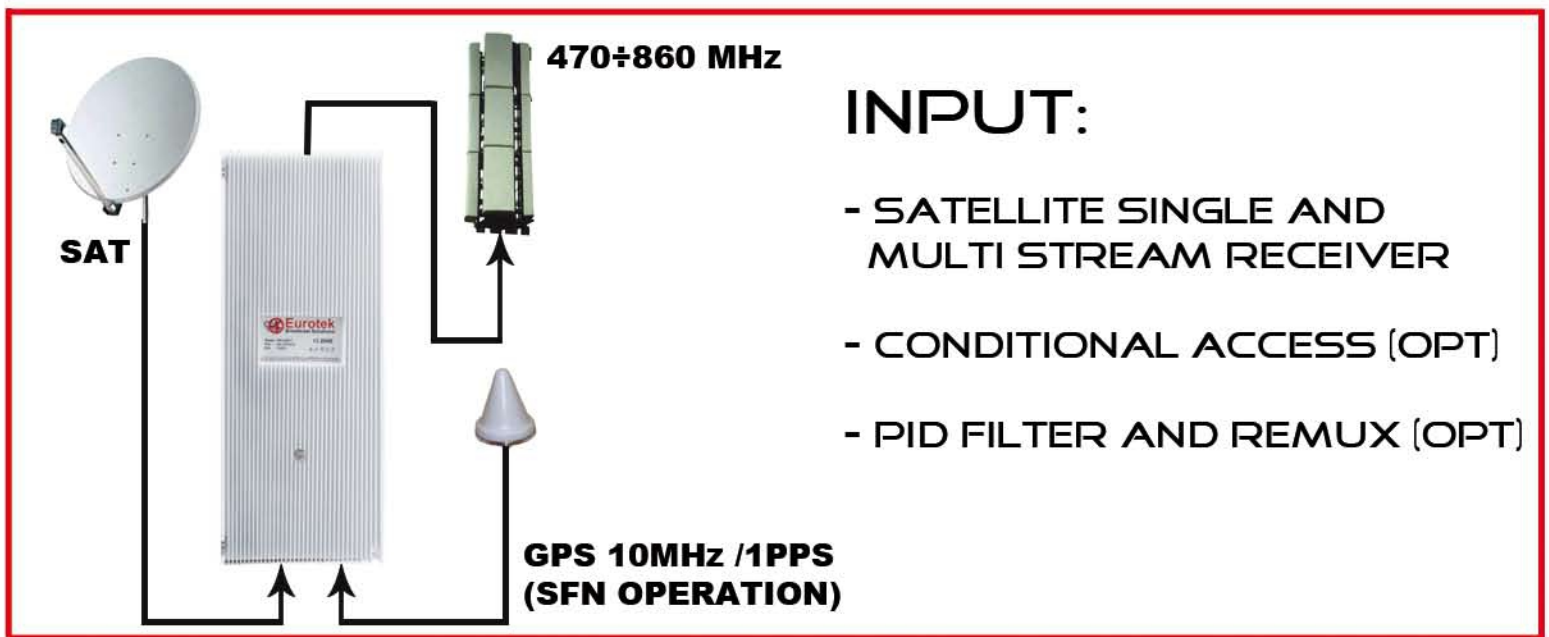 470÷860 MHz
SAT
Eurotek
GPS 10MHz /1PPS
(SFN OPERATION)
INPUT:
- SATELLITE SINGLE AND
MULTI STREAM RECEIVER
- CONDITIONAL ACCESS (OPT)
- PID FILTER AND REMUX (OPT)